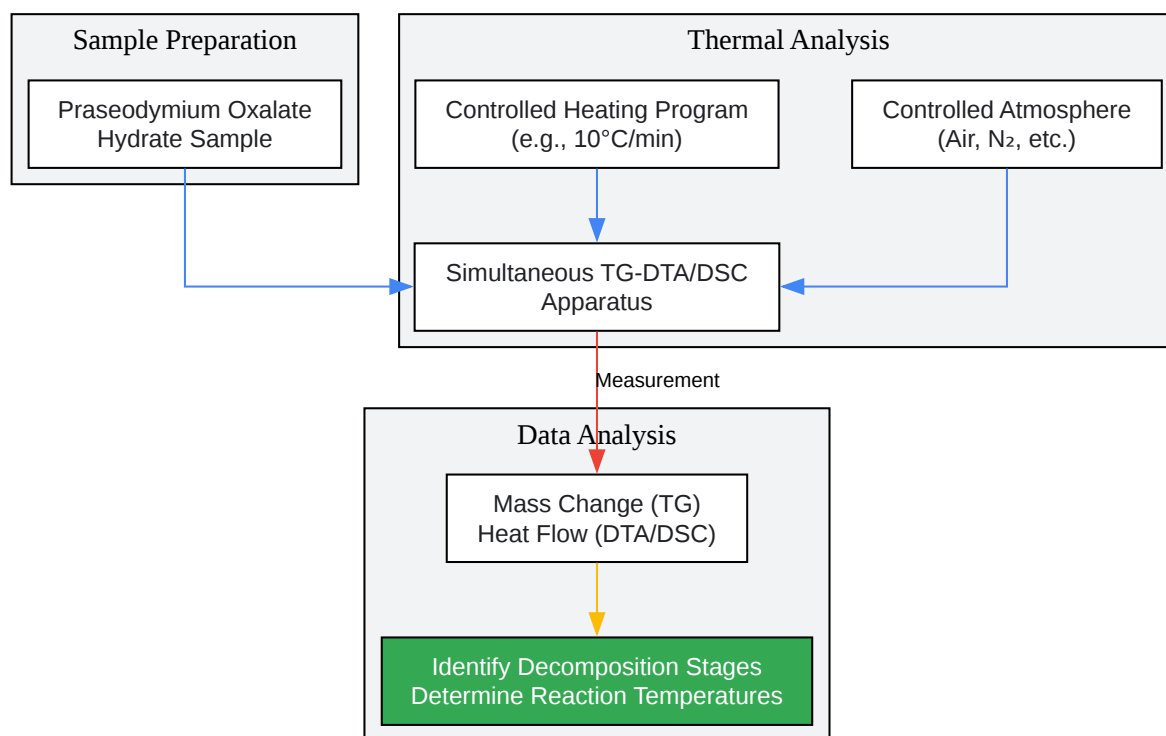 Sample Preparation
Praseodymium Oxalate
Hydrate Sample
Thermal Analysis
Controlled Heating Program
(e.g., 10°C/min)
Controlled Atmosphere
(Air, N₂, etc.)
Simultaneous TG-DTA/DSC
Apparatus
Measurement
Data Analysis
Mass Change (TG)
Heat Flow (DTA/DSC)
Identify Decomposition Stages
Determine Reaction Temperatures